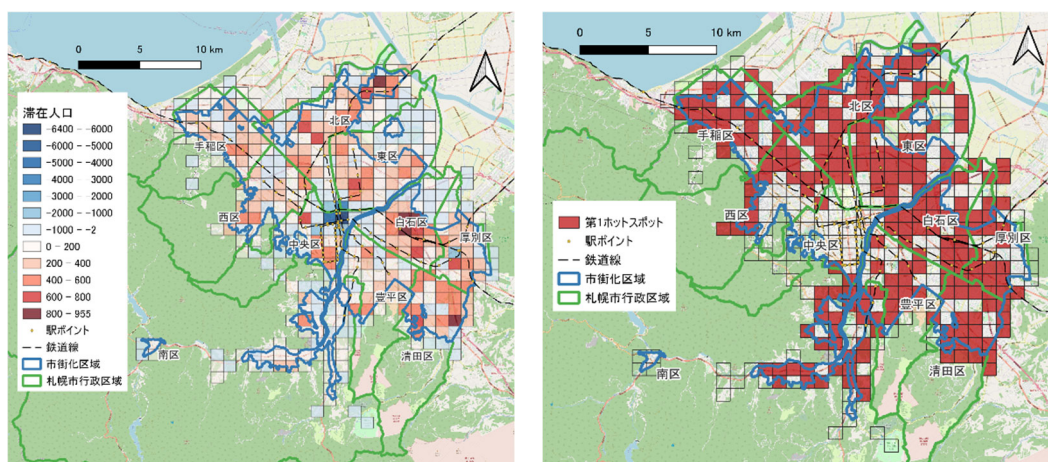 0 5 10 km
滞在人口
-6400 - -6000
-6000 - -5000
-5000 - -4000
4000 3000
3000 2000
-2000 - -1000
-1000 - -2
0 - 200
200 - 400
400 - 600
600 - 800
800 - 955
駅ポイント
鉄道線
市街化区域
札幌市行政区域
北区
手稲区
東区
西区
白石区
厚別区
中央区
豊平区
清田区
南区
0 5 10 km
第1ホットスポット
駅ポイント
鉄道線
市街化区域
札幌市行政区域
北区
手稲区
東区
西区
白石区
厚別区
中央区
豊平区
清田区
南区